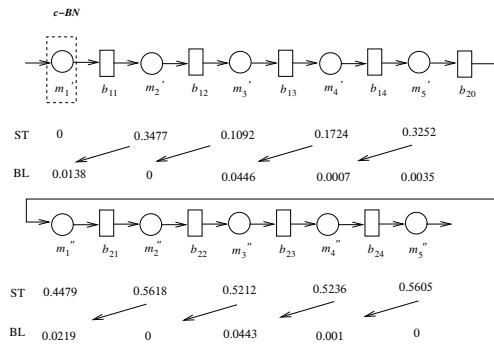 c-BN
m1' b11 m2' b12 m3' b13 m4' b14 m5' b20
ST 0 0.3477 0.1092 0.1724 0.3252
BL 0.0138 0 0.0446 0.0007 0.0035
m1'' b21 m2'' b22 m3'' b23 m4'' b24 m5''
ST 0.4479 0.5618 0.5212 0.5236 0.5605
BL 0.0219 0 0.0443 0.001 0